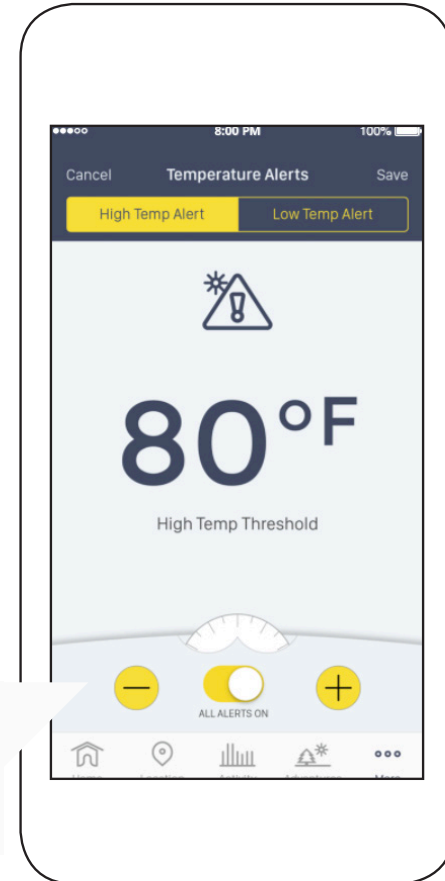 8:00 PM 100%
Cancel Temperature Alerts Save
High Temp Alert Low Temp Alert
80°F
High Temp Threshold
ALL ALERTS ON